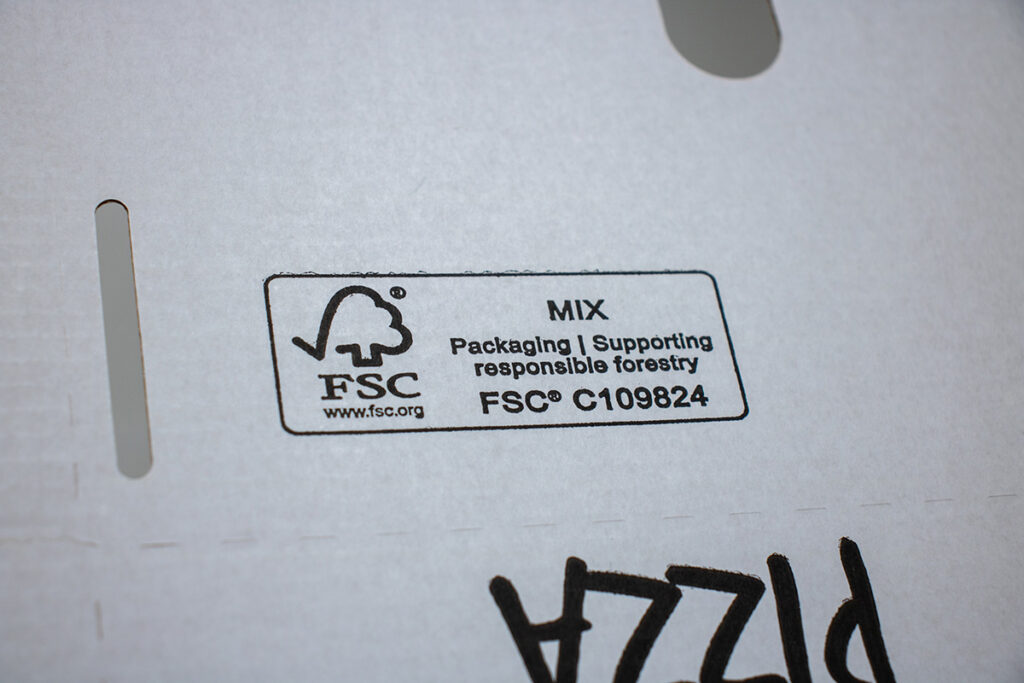 ®
MIX
Packaging | Supporting
responsible forestry
FSC® C109824
FSC
www.fsc.org
PIZZA